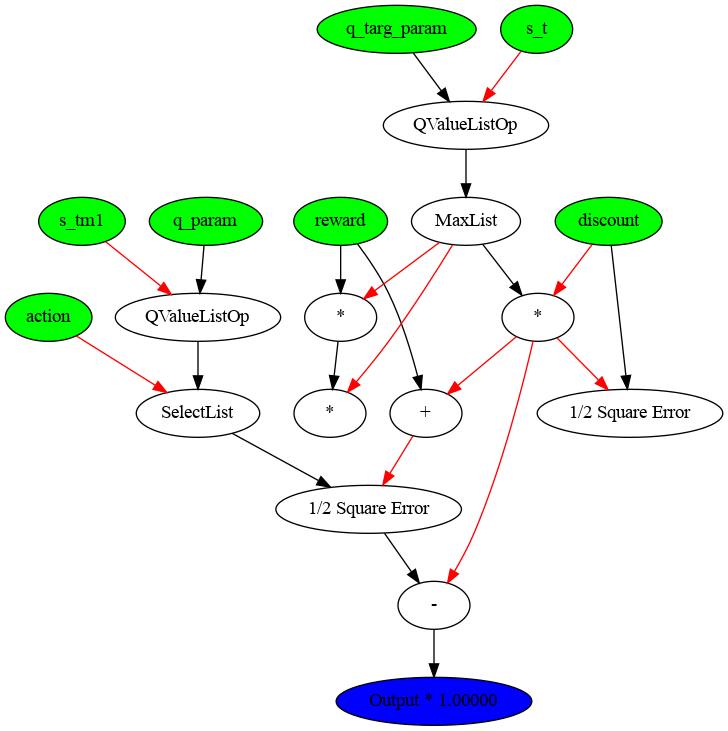 q_targ_param
s_t
QValueListOp
s_tm1
q_param
reward
MaxList
discount
action
QValueListOp
*
*
SelectList
*
+
1/2 Square Error
1/2 Square Error
-
Output * 1.00000